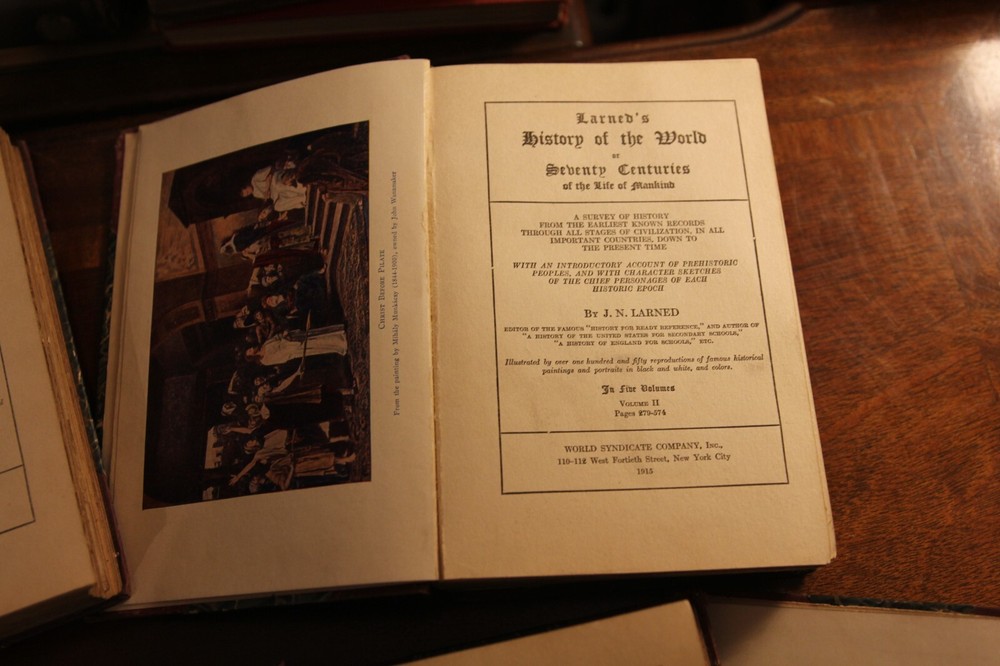 Christ Before Pilate
From the painting by Mihály Munkácsy (1844-1900), owned by John Wanamaker
Larned's
History of the World
or
Seventy Centuries
of the Life of Mankind
A SURVEY OF HISTORY
FROM THE EARLIEST KNOWN RECORDS
THROUGH ALL STAGES OF CIVILIZATION, IN ALL
IMPORTANT COUNTRIES, DOWN TO
THE PRESENT TIME
WITH AN INTRODUCTORY ACCOUNT OF PREHISTORIC
PEOPLES, AND WITH CHARACTER SKETCHES
OF THE CHIEF PERSONAGES OF EACH
HISTORIC EPOCH
By J. N. LARNED
EDITOR OF THE FAMOUS "HISTORY FOR READY REFERENCE," AND AUTHOR OF
"A HISTORY OF THE UNITED STATES FOR SECONDARY SCHOOLS,"
"A HISTORY OF ENGLAND FOR SCHOOLS," ETC.
Illustrated by over one hundred and fifty reproductions of famous historical
paintings and portraits in black and white, and colors.
In Five Volumes
Volume II
Pages 279-574
WORLD SYNDICATE COMPANY, Inc.,
110-112 West Fortieth Street, New York City
1915